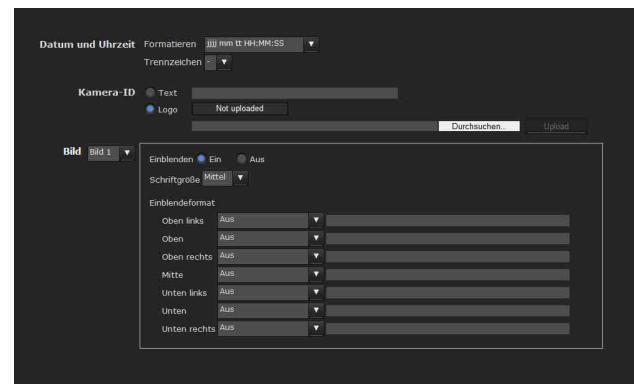 Datum und Uhrzeit Formatieren jjjj mm tt HH:MM:SS
Trennzeichen -
Kamera-ID Text
Logo Not uploaded
Durchsuchen.. Upload
Bild Bild 1
Einblenden Ein Aus
Schriftgröße Mittel
Einblendeformat
Oben links Aus
Oben Aus
Oben rechts Aus
Mitte Aus
Unten links Aus
Unten Aus
Unten rechts Aus